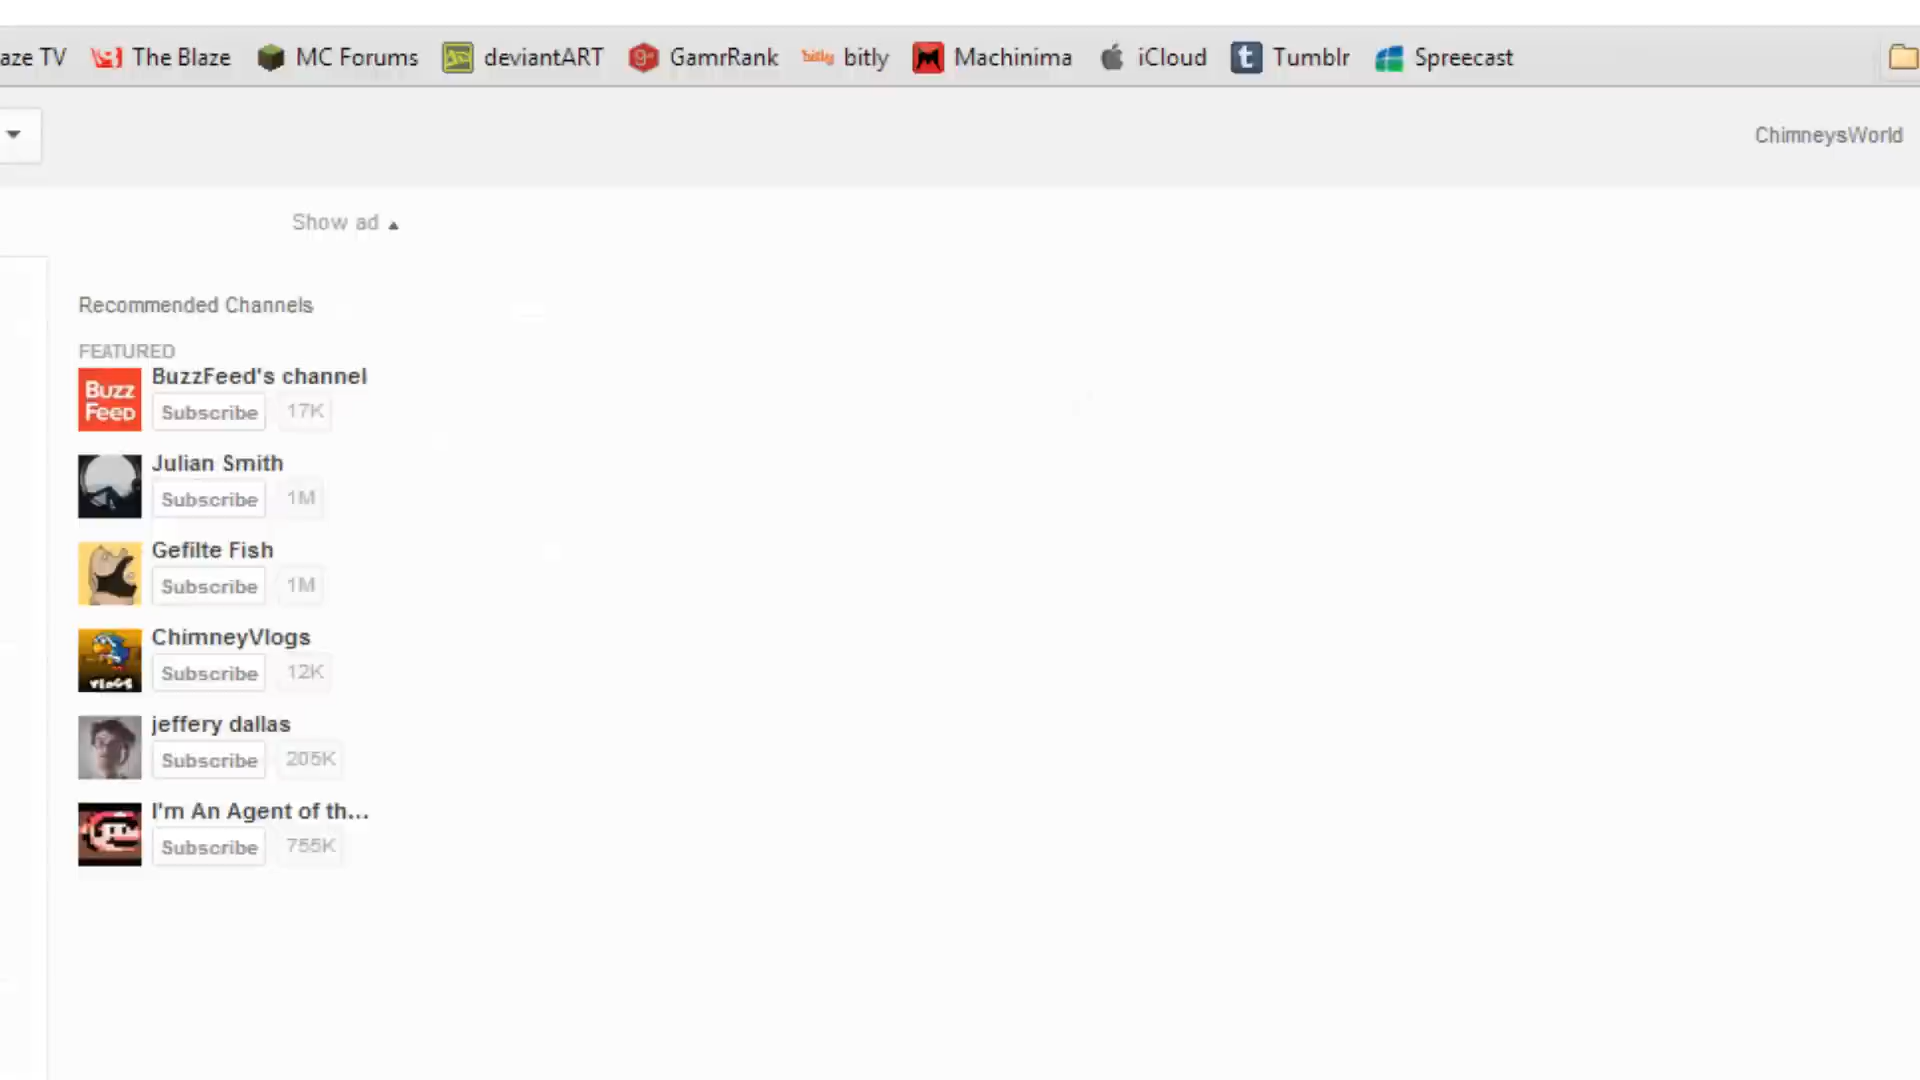 aze TV The Blaze MC Forums deviantART GamrRank bitly bitly Machinima iCloud Tumblr Spreecast
ChimneysWorld
Show ad ▲
Recommended Channels
FEATURED
BuzzFeed's channel
BUZZ
FEED
Subscribe 17K
Julian Smith
Subscribe 1M
Gefilte Fish
Subscribe 1M
ChimneyVlogs
Subscribe 12K
VLOGS
jeffery dallas
Subscribe 205K
I'm An Agent of th...
Subscribe 755K